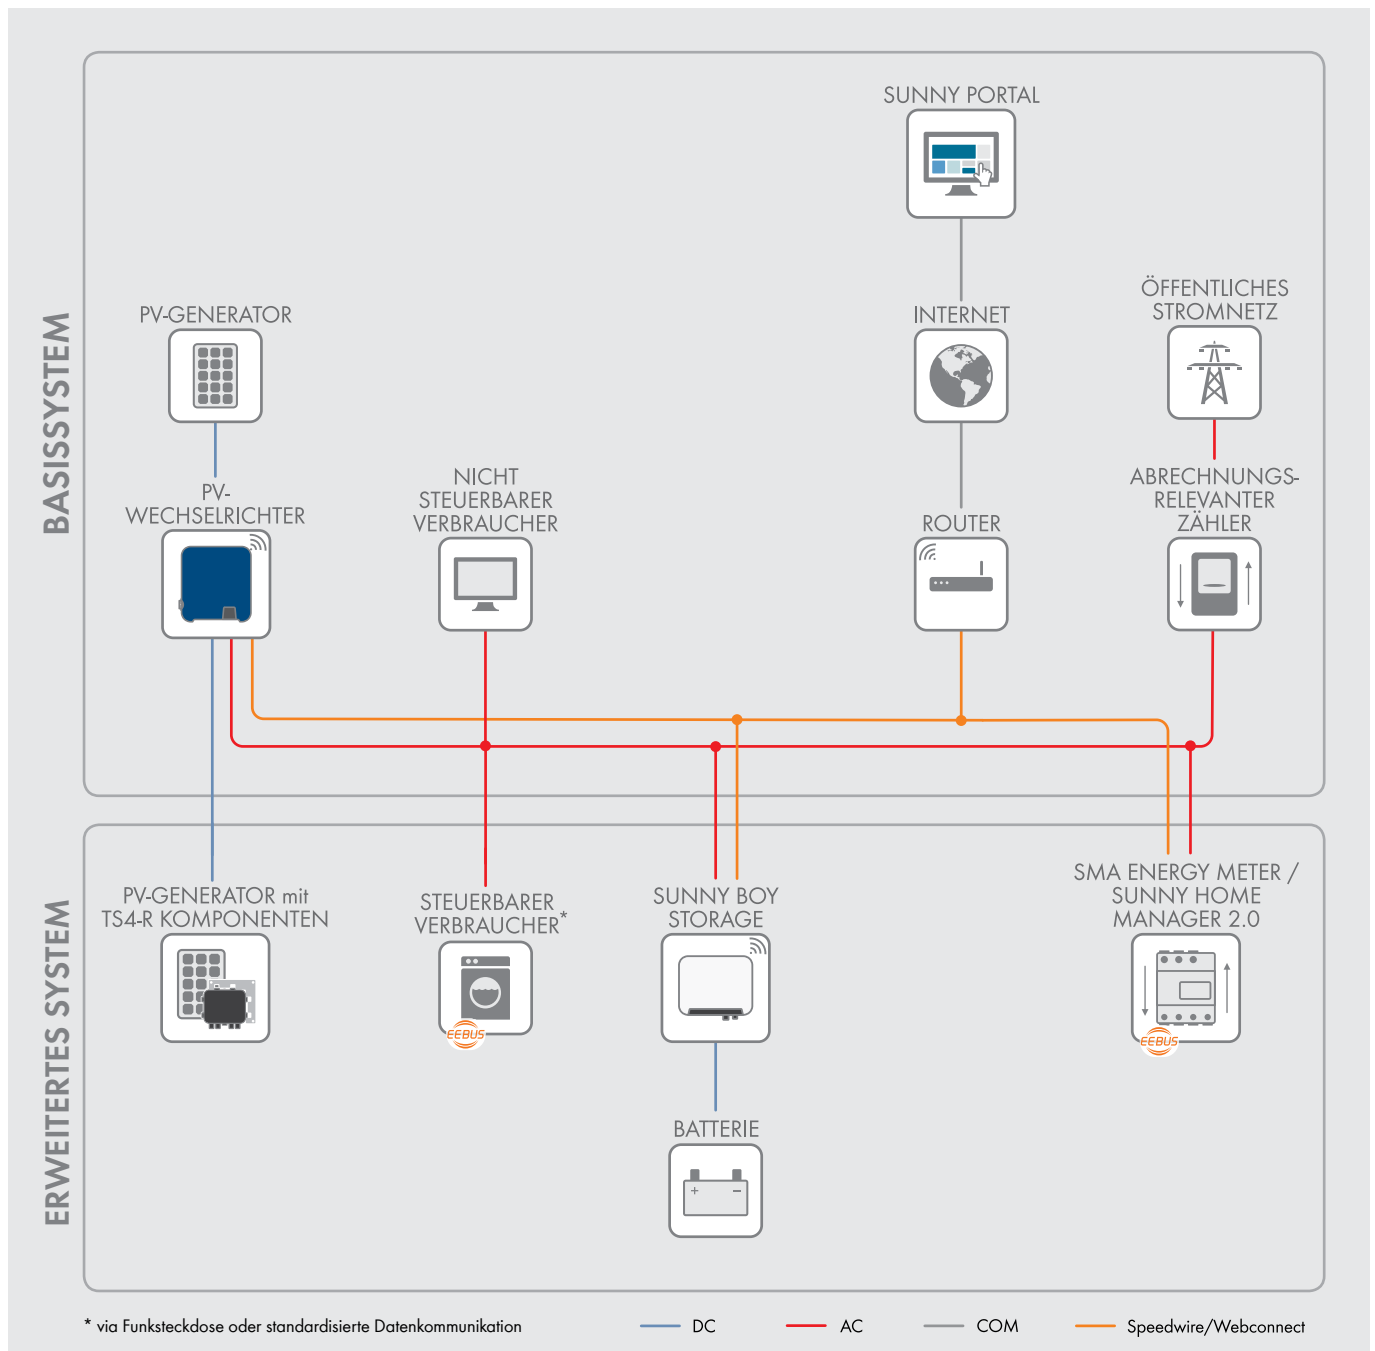 BASISSYSTEM
SUNNY PORTAL
PV-GENERATOR
INTERNET
ÖFFENTLICHES
STROMNETZ
PV-
WECHSELRICHTER
NICHT
STEUERBARER
VERBRAUCHER
ROUTER
ABRECHNUNGS-
RELEVANTER
ZÄHLER
ERWEITERTES SYSTEM
PV-GENERATOR mit
TS4-R KOMPONENTEN
STEUERBARER
VERBRAUCHER*
EEBUS
SUNNY BOY
STORAGE
SMA ENERGY METER /
SUNNY HOME
MANAGER 2.0
EEBUS
BATTERIE
+ −
* via Funksteckdose oder standardisierte Datenkommunikation
DC
AC
COM
Speedwire/Webconnect